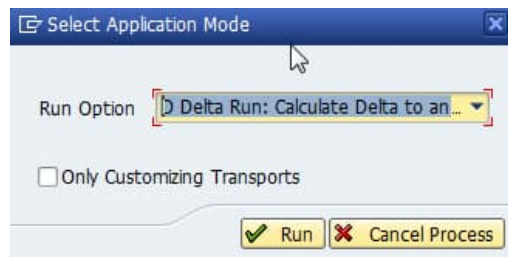 Select Application Mode
Run Option D Delta Run: Calculate Delta to an...
Only Customizing Transports
Run Cancel Process